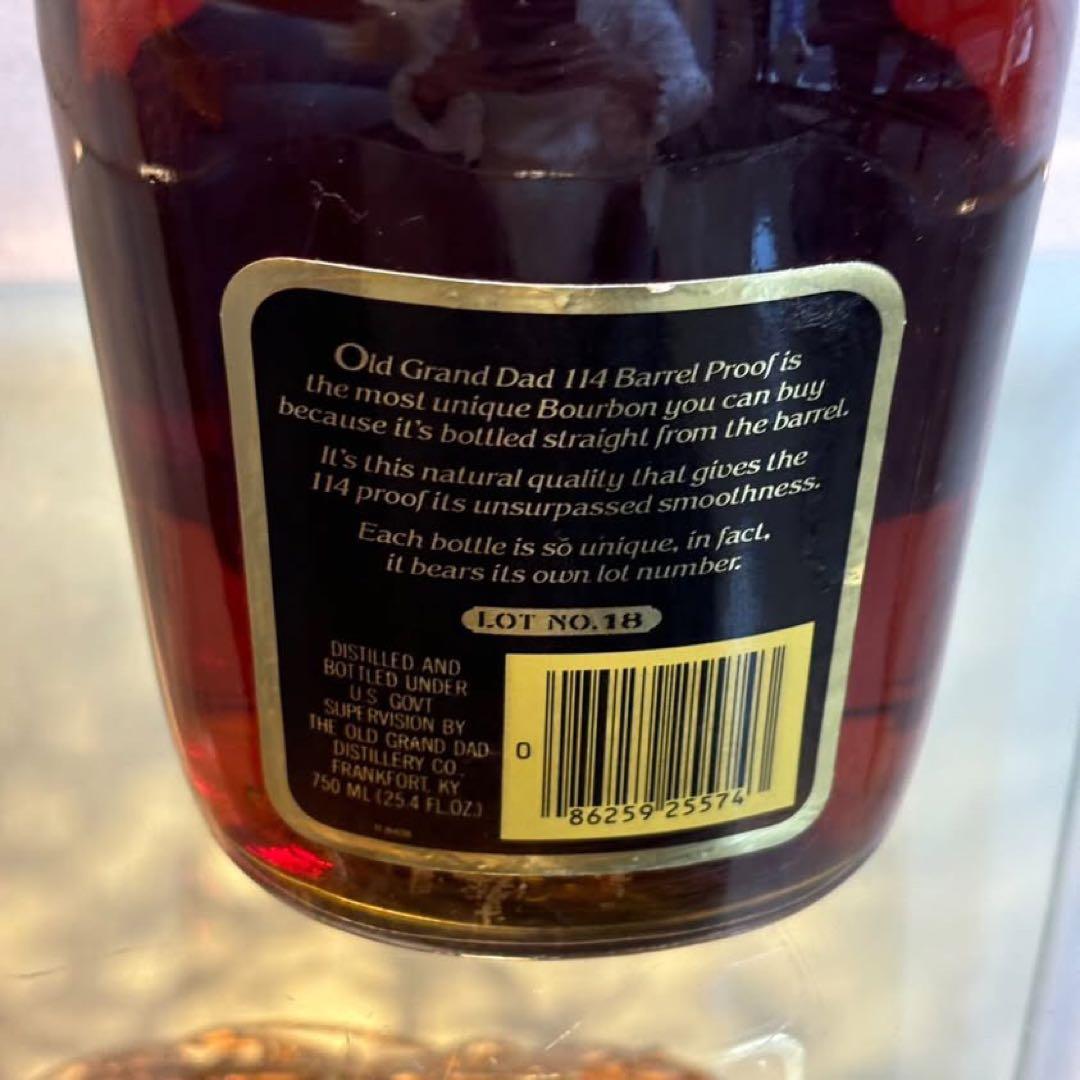 Old Grand Dad 114 Barrel Proof is
the most unique Bourbon you can buy
because it's bottled straight from the barrel.
It's this natural quality that gives the
114 proof its unsurpassed smoothness.
Each bottle is so unique, in fact,
it bears its own lot number.
LOT NO.18
DISTILLED AND
BOTTLED UNDER
U.S. GOVT
SUPERVISION BY
THE OLD GRAND DAD
DISTILLERY CO.
FRANKFORT, KY
750 ML (25.4 FL.OZ.)
0 86259 25574